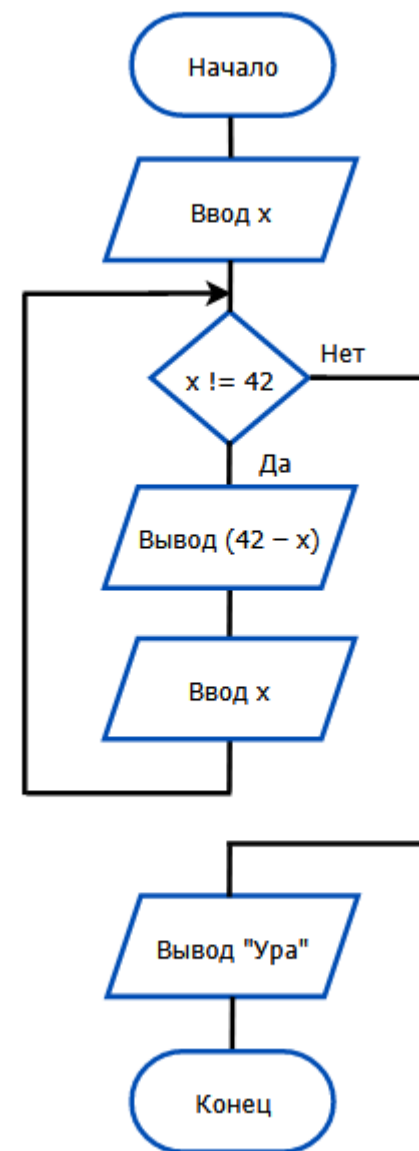 Начало
Ввод x
x != 42
Нет
Да
Вывод (42 – x)
Ввод x
Вывод "Ура"
Конец